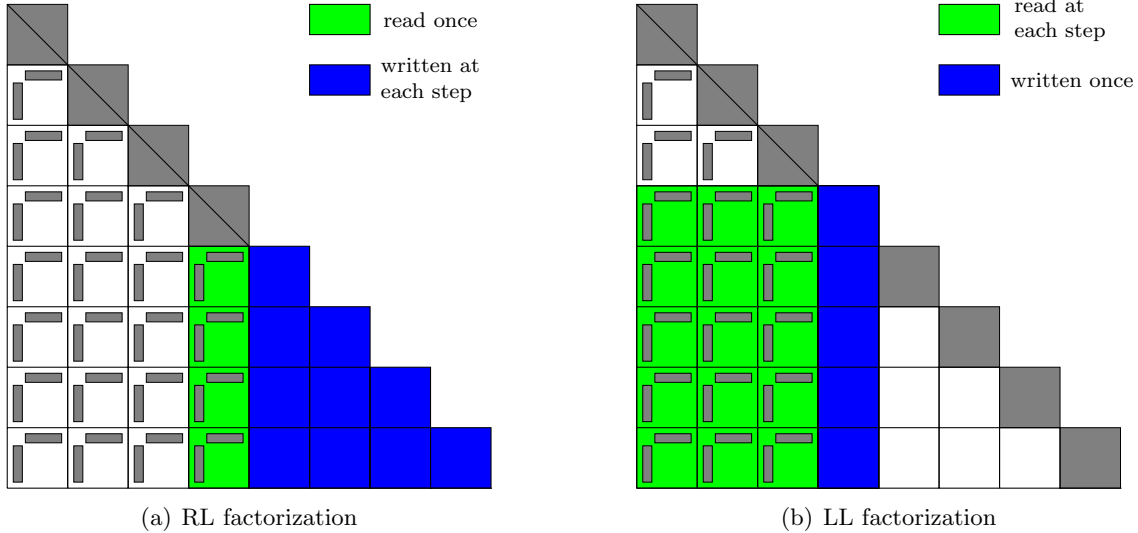 read once
written at
each step
(a) RL factorization
read at
each step
written once
(b) LL factorization